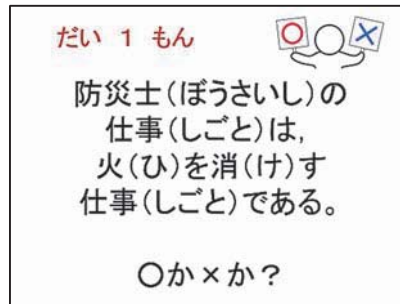 だい 1 もん
防災士(ぼうさいし)の
仕事(しごと)は,
火(ひ)を消(け)す
仕事(しごと)である。
○か×か?